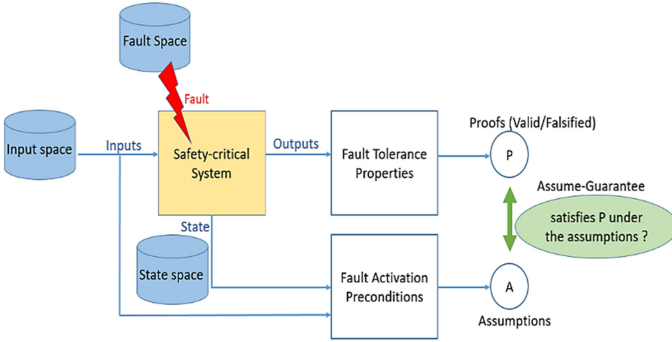 Fault Space
Fault
Input space
Inputs
Safety-critical
System
Outputs
Fault Tolerance
Properties
Proofs (Valid/Falsified)
P
Assume-Guarantee
satisfies P under
the assumptions ?
State
State space
Fault Activation
Preconditions
A
Assumptions